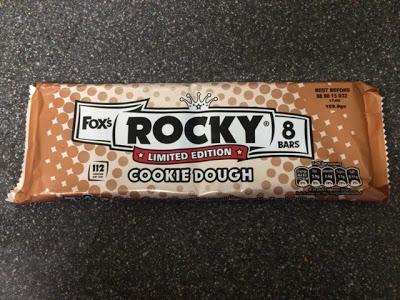 BEST BEFORE
FOX'S
ROCKY®
8
BARS
LIMITED EDITION
COOKIE DOUGH
112